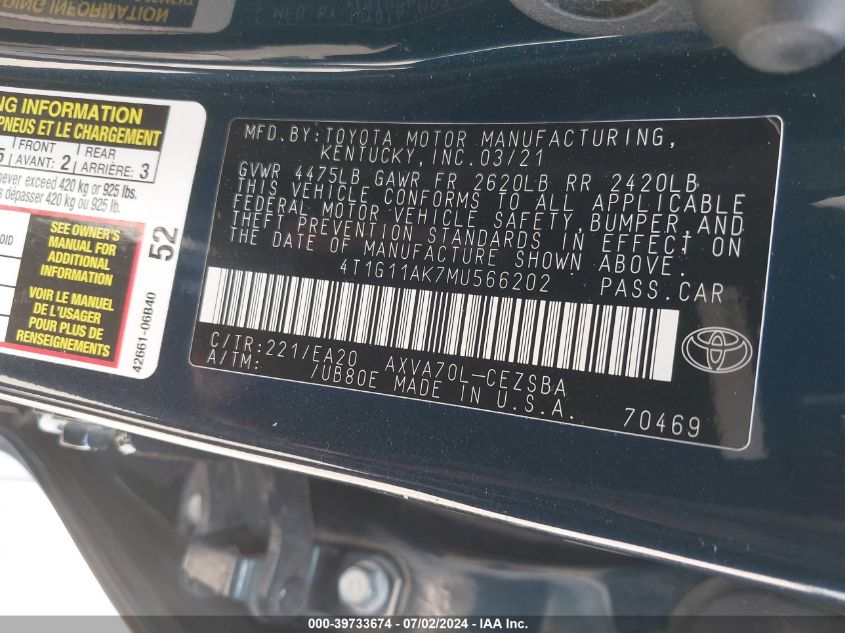 NG INFORMATION
PNEUS ET LE CHARGEMENT
5 FRONT AVANT: 2 REAR ARRIÈRE: 3
never exceed 420 kg or 925 lbs.
dépasser 420 kg ou 925 lb.
SEE OWNER'S
MANUAL FOR
ADDITIONAL
INFORMATION
VOIR LE MANUEL
DE L'USAGER
POUR PLUS DE
RENSEIGNEMENTS
52
42661-06B40
MFD.BY:TOYOTA MOTOR MANUFACTURING,
KENTUCKY,INC.03/21
GVWR 4475LB GAWR FR 2620LB RR 2420LB
THIS VEHICLE CONFORMS TO ALL APPLICABLE
FEDERAL MOTOR VEHICLE SAFETY,BUMPER,AND
THEFT PREVENTION STANDARDS IN EFFECT ON
THE DATE OF MANUFACTURE SHOWN ABOVE.
4T1G11AK7MU566202 PASS.CAR
C/TR:221/EA20 AXVA70L-CEZSBA
A/TM: /UB80E MADE IN U.S.A.
70469
000-39733674 - 07/02/2024 - COPYRIGHT IAA, Inc.